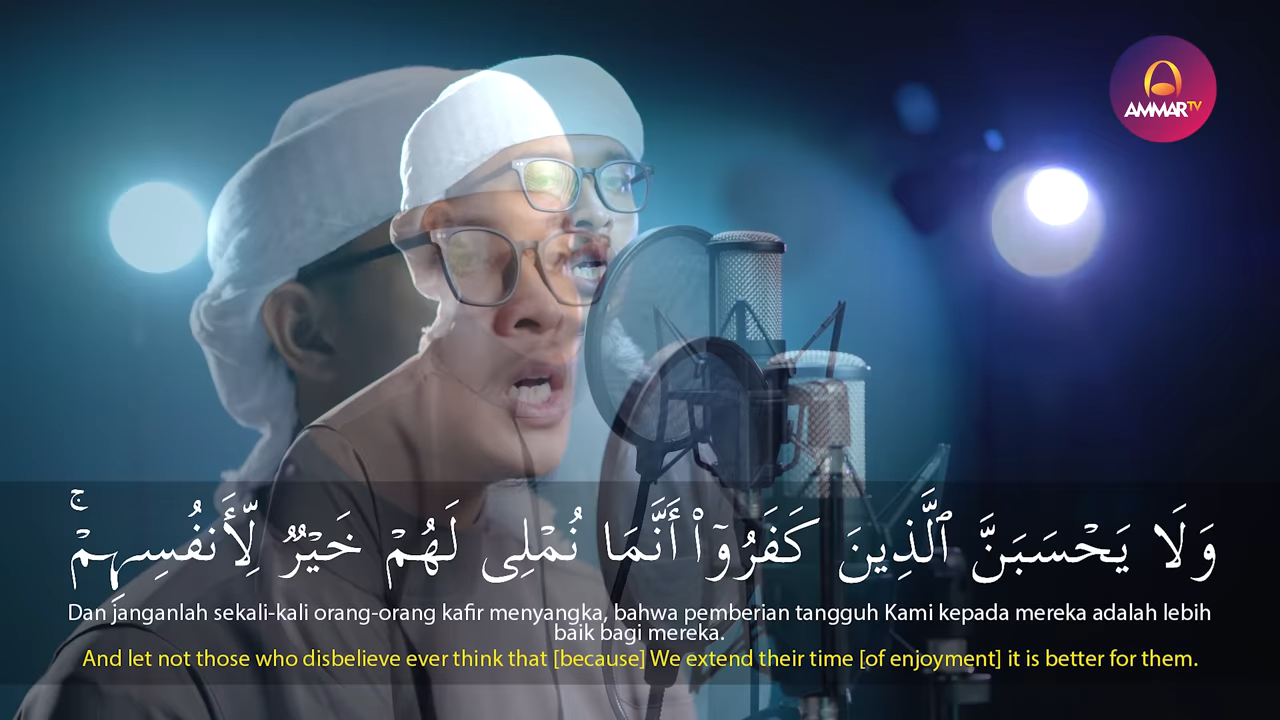 AMMAR TV
وَلَا يَحْسَبَنَّ ٱلَّذِينَ كَفَرُوٓا۟ أَنَّمَا نُمْلِى لَهُمْ خَيْرٌۭ لِّأَنفُسِهِمْ ۚ
Dan janganlah sekali-kali orang-orang kafir menyangka, bahwa pemberian tangguh Kami kepada mereka adalah lebih
baik bagi mereka.
And let not those who disbelieve ever think that [because] We extend their time [of enjoyment] it is better for them.